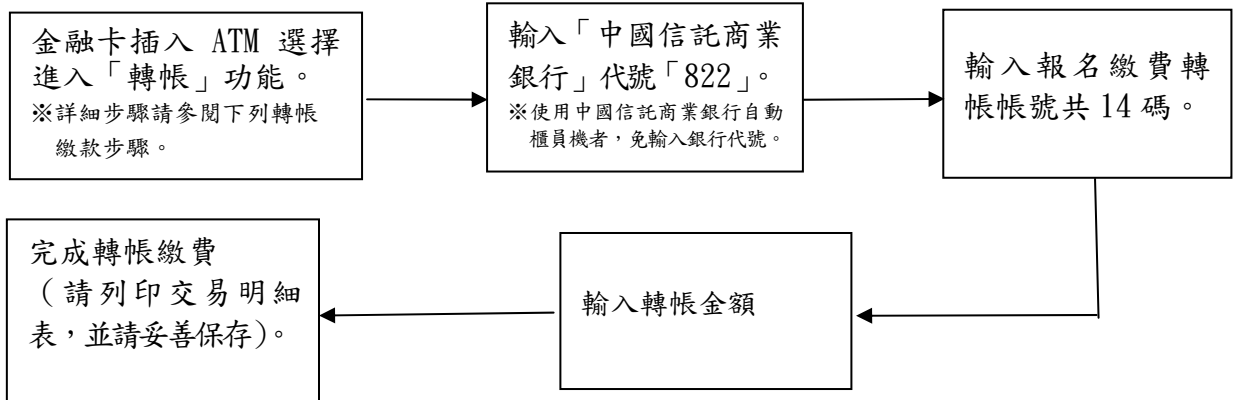 金融卡插入 ATM 選擇
進入「轉帳」功能。
※詳細步驟請參閱下列轉帳
繳款步驟。
輸入「中國信託商業
銀行」代號「822」。
※使用中國信託商業銀行自動
櫃員機者，免輸入銀行代號。
輸入報名繳費轉
帳帳號共 14 碼。
輸入轉帳金額
完成轉帳繳費
（請列印交易明細
表，並請妥善保存）。